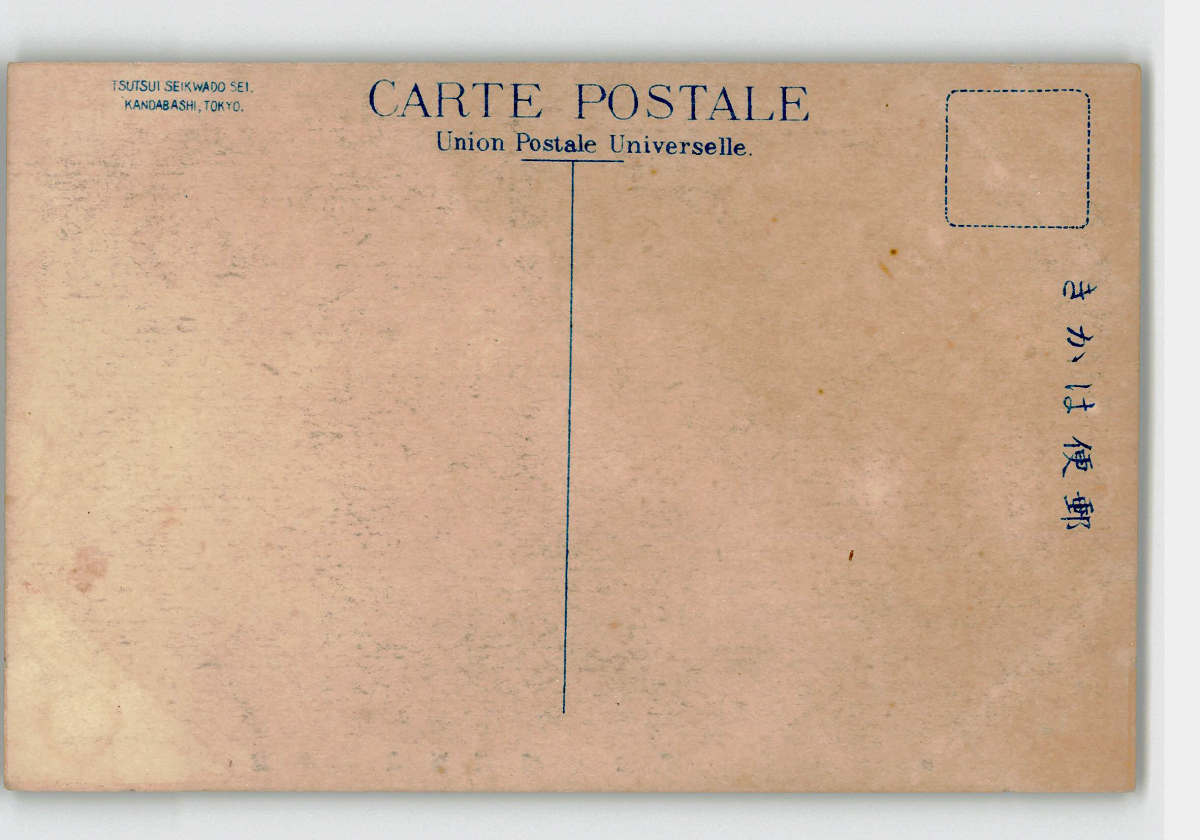 TSUTSUI SEIKWADO SEI.
KANDABASHI, TOKYO.
CARTE POSTALE
Union Postale Universelle.
郵便はかき